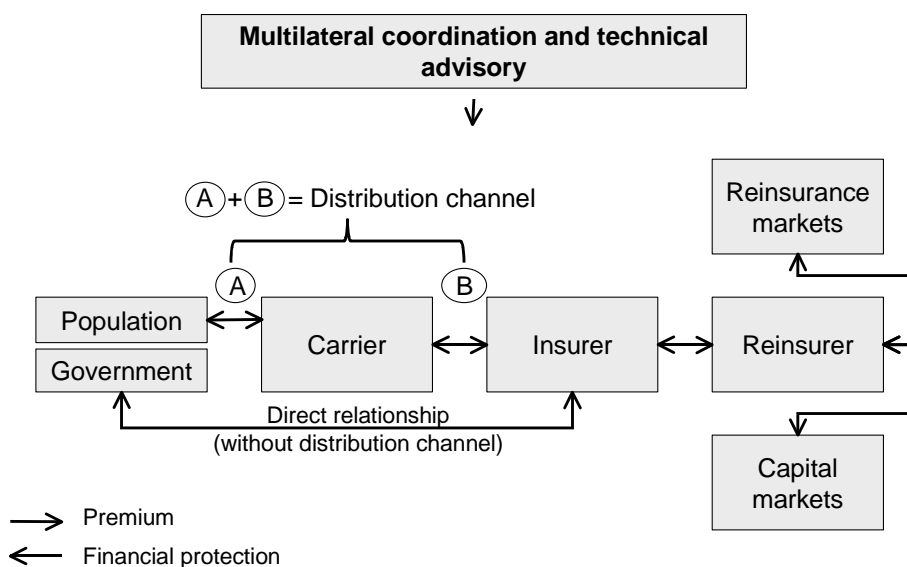 Multilateral coordination and technical
advisory
A + B = Distribution channel
Reinsurance
markets
A
B
Population
Government
Carrier
Insurer
Reinsurer
Direct relationship
(without distribution channel)
Capital
markets
Premium
Financial protection